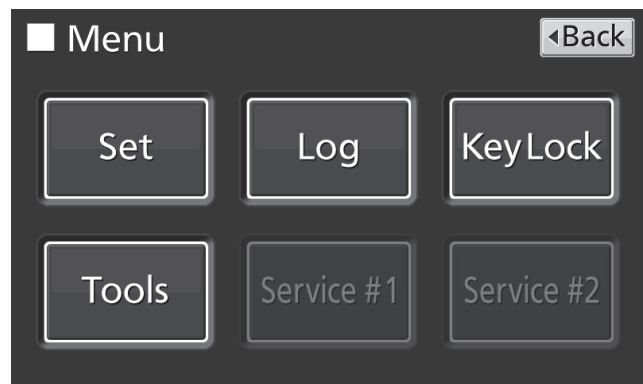 Menu
Back
Set
Log
KeyLock
Tools
Service #1
Service #2